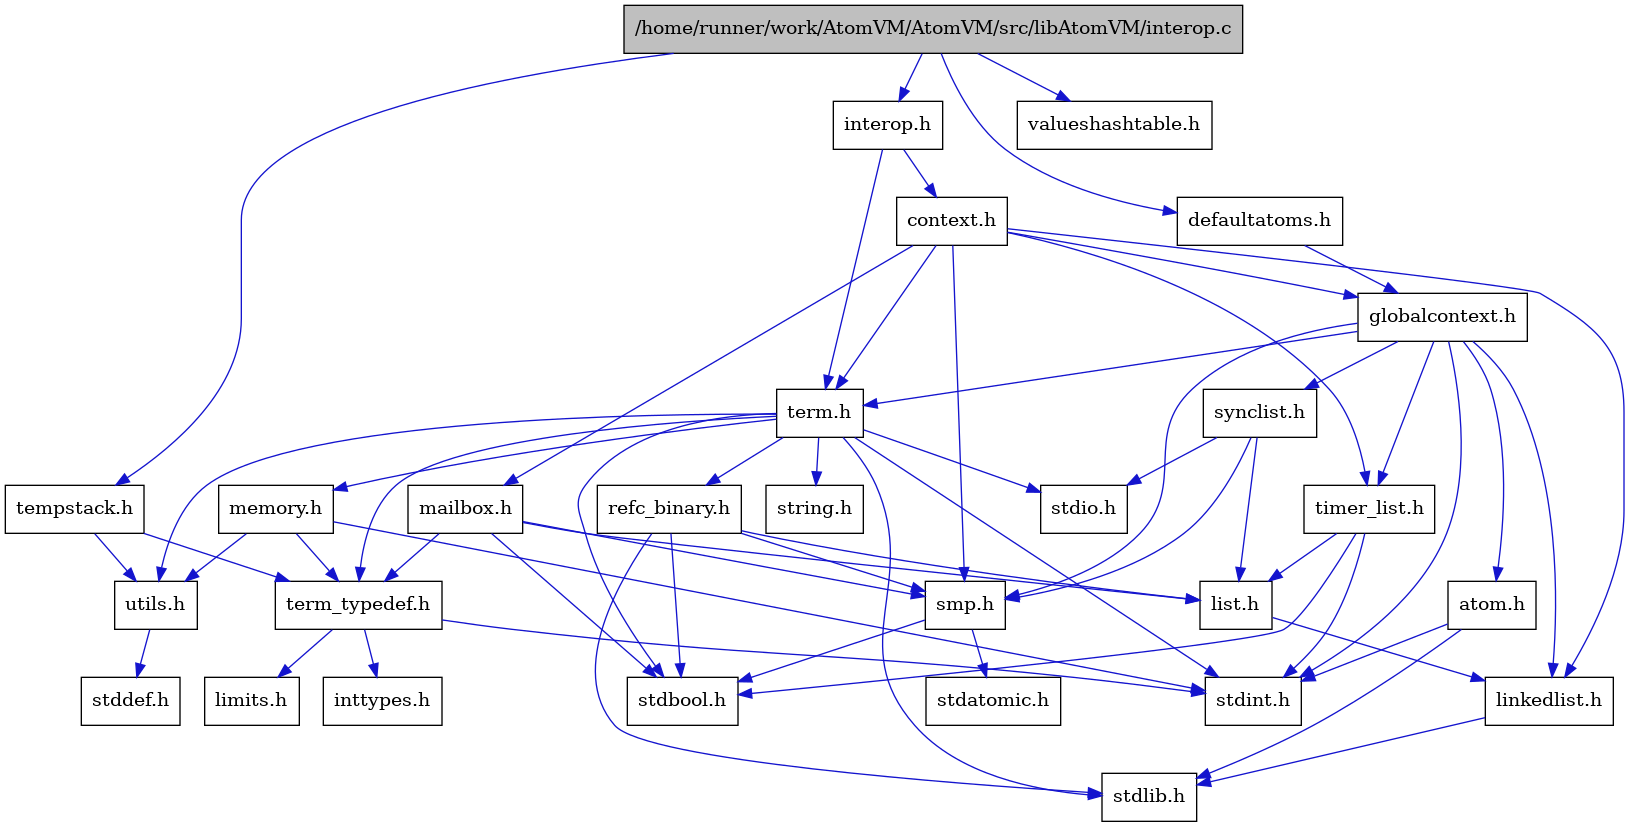 /home/runner/work/AtomVM/AtomVM/src/libAtomVM/interop.c
interop.h
valueshashtable.h
context.h
defaultatoms.h
globalcontext.h
term.h
synclist.h
tempstack.h
memory.h
mailbox.h
refc_binary.h
string.h
stdio.h
timer_list.h
utils.h
term_typedef.h
smp.h
list.h
atom.h
stddef.h
limits.h
inttypes.h
stdbool.h
stdatomic.h
stdint.h
linkedlist.h
stdlib.h